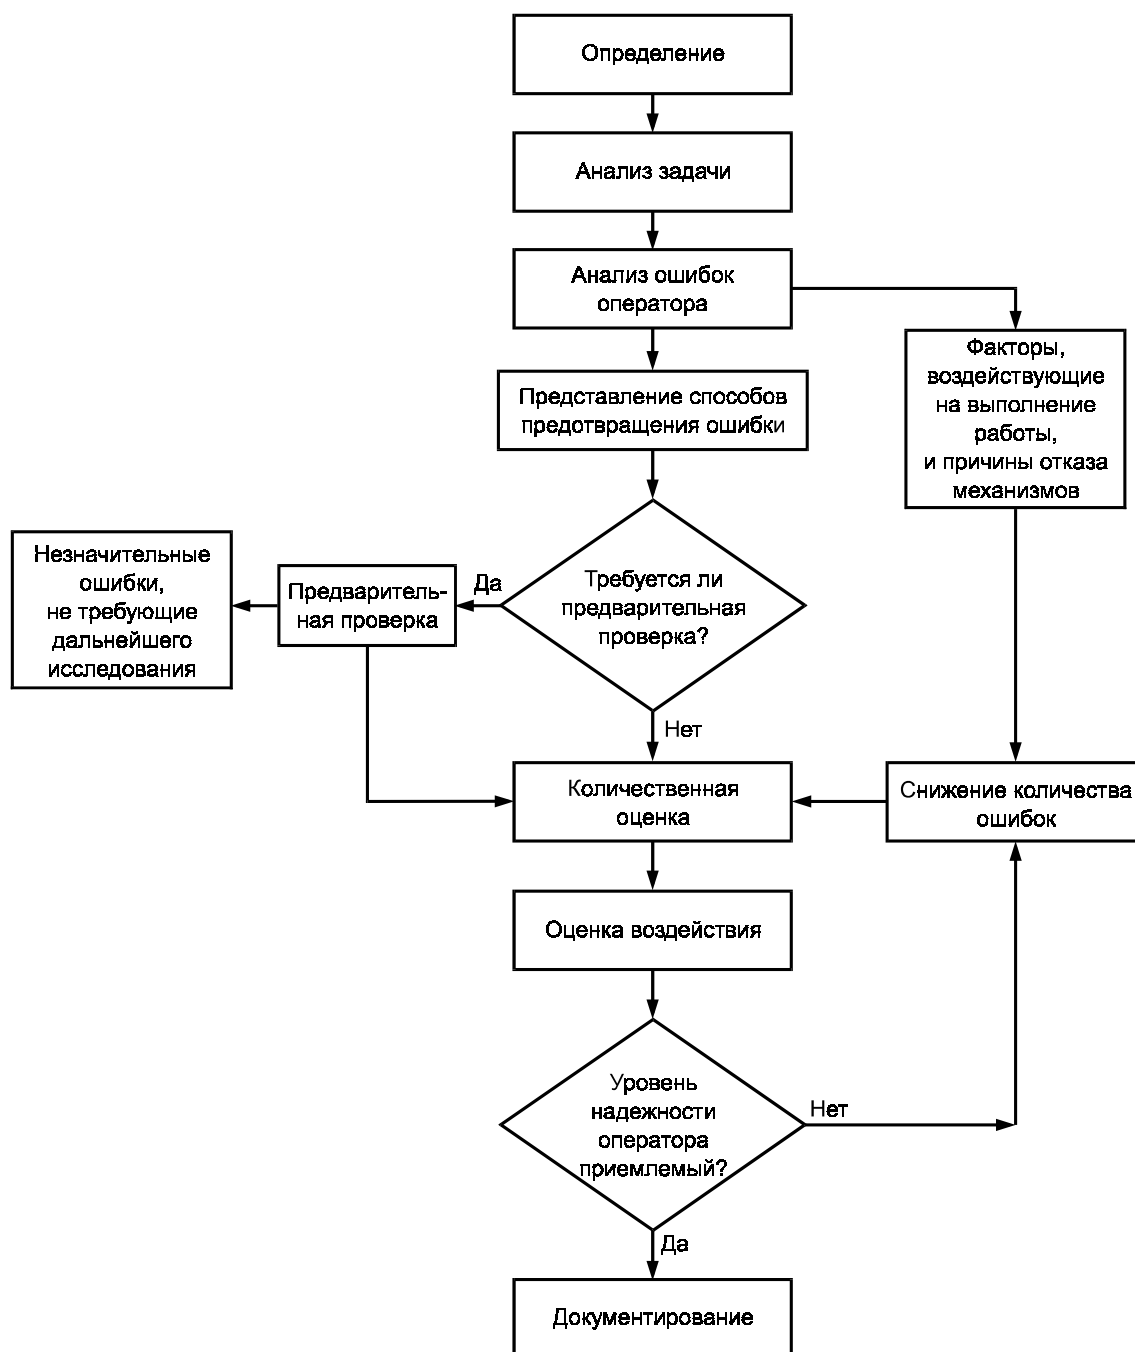 Определение
Анализ задачи
Анализ ошибок
оператора
Факторы,
воздействующие
на выполнение
работы,
и причины отказа
механизмов
Представление способов
предотвращения ошибки
Незначительные
ошибки,
не требующие
дальнейшего
исследования
Предваритель-
ная проверка
Да
Требуется ли
предварительная
проверка?
Нет
Количественная
оценка
Снижение количества
ошибок
Оценка воздействия
Уровень
надежности
оператора
приемлемый?
Нет
Да
Документирование